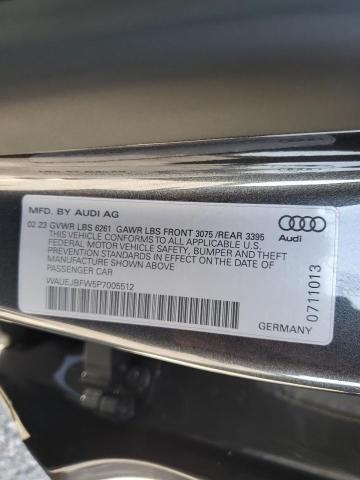 MFD. BY AUDI AG
02 23 GVWR LBS 6261 GAWR LBS FRONT 3075 /REAR 3395
THIS VEHICLE CONFORMS TO ALL APPLICABLE U.S.
FEDERAL MOTOR VEHICLE SAFETY, BUMPER AND THEFT
PREVENTION STANDARDS IN EFFECT ON THE DATE OF
MANUFACTURE SHOWN ABOVE
PASSENGER CAR
WAUEJBFW5P7005512
Audi
0711013
GERMANY